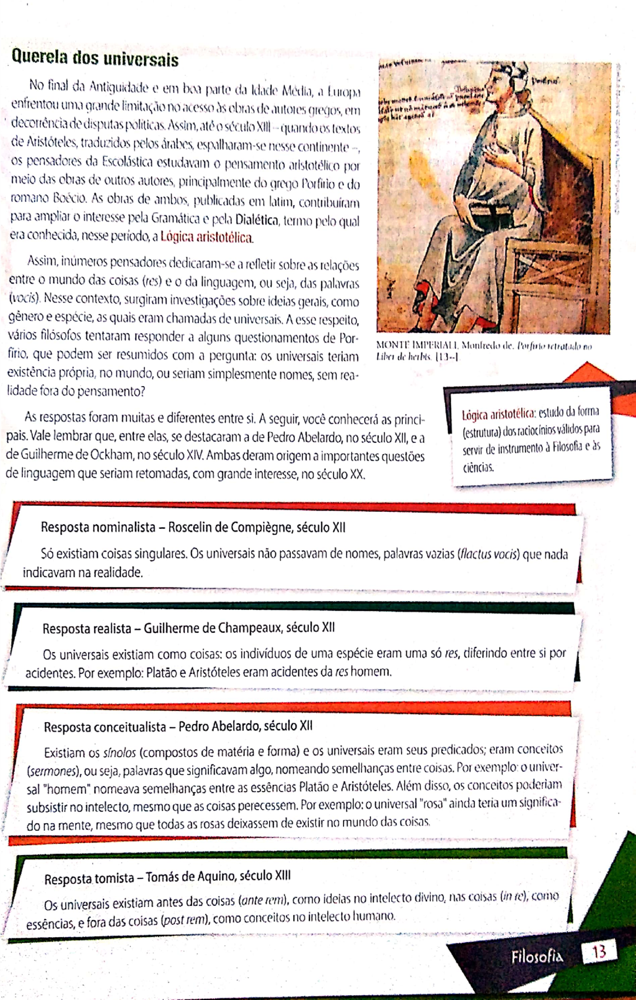 Querela dos universais
No final da Antiguidade e em boa parte da Idade Média, a Europa
enfrentou uma grande limitação no acesso às obras de autores gregos, em
decorrência de disputas políticas. Assim, até o século XIII – quando os textos
de Aristóteles, traduzidos pelos árabes, espalharam-se nesse continente –,
os pensadores da Escolástica estudavam o pensamento aristotélico por
meio das obras de outros autores, principalmente do grego Porfírio e do
romano Boécio. As obras de ambos, publicadas em latim, contribuíram
para ampliar o interesse pela Gramática e pela Dialética, termo pelo qual
era conhecida, nesse período, a Lógica aristotélica.
Assim, inúmeros pensadores dedicaram-se a refletir sobre as relações
entre o mundo das coisas (res) e o da linguagem, ou seja, das palavras
(vocis). Nesse contexto, surgiram investigações sobre ideias gerais, como
gênero e espécie, as quais eram chamadas de universais. A esse respeito,
vários filósofos tentaram responder a alguns questionamentos de Por-
fírio, que podem ser resumidos com a pergunta: os universais teriam
existência própria, no mundo, ou seriam simplesmente nomes, sem rea-
lidade fora do pensamento?
MONTE IMPERIALI, Monfredo de. Porfírio retratado no
Liber de herbis. [13--]
As respostas foram muitas e diferentes entre si. A seguir, você conhecerá as princi-
pais. Vale lembrar que, entre elas, se destacaram a de Pedro Abelardo, no século XII, e a
de Guilherme de Ockham, no século XIV. Ambas deram origem a importantes questões
de linguagem que seriam retomadas, com grande interesse, no século XX.
Lógica aristotélica: estudo da forma
(estrutura) dos raciocínios válidos para
servir de instrumento à Filosofia e às
ciências.
Resposta nominalista – Roscelin de Compiègne, século XII
Só existiam coisas singulares. Os universais não passavam de nomes, palavras vazias (flactus vocis) que nada
indicavam na realidade.
Resposta realista – Guilherme de Champeaux, século XII
Os universais existiam como coisas: os indivíduos de uma espécie eram uma só res, diferindo entre si por
acidentes. Por exemplo: Platão e Aristóteles eram acidentes da res homem.
Resposta conceitualista – Pedro Abelardo, século XII
Existiam os sínolos (compostos de matéria e forma) e os universais eram seus predicados; eram conceitos
(sermones), ou seja, palavras que significavam algo, nomeando semelhanças entre coisas. Por exemplo: o univer-
sal "homem" nomeava semelhanças entre as essências Platão e Aristóteles. Além disso, os conceitos poderiam
subsistir no intelecto, mesmo que as coisas perecessem. Por exemplo: o universal "rosa" ainda teria um significa-
do na mente, mesmo que todas as rosas deixassem de existir no mundo das coisas.
Resposta tomista – Tomás de Aquino, século XIII
Os universais existiam antes das coisas (ante rem), como ideias no intelecto divino, nas coisas (in re), como
essências, e fora das coisas (post rem), como conceitos no intelecto humano.
Filosofia 13